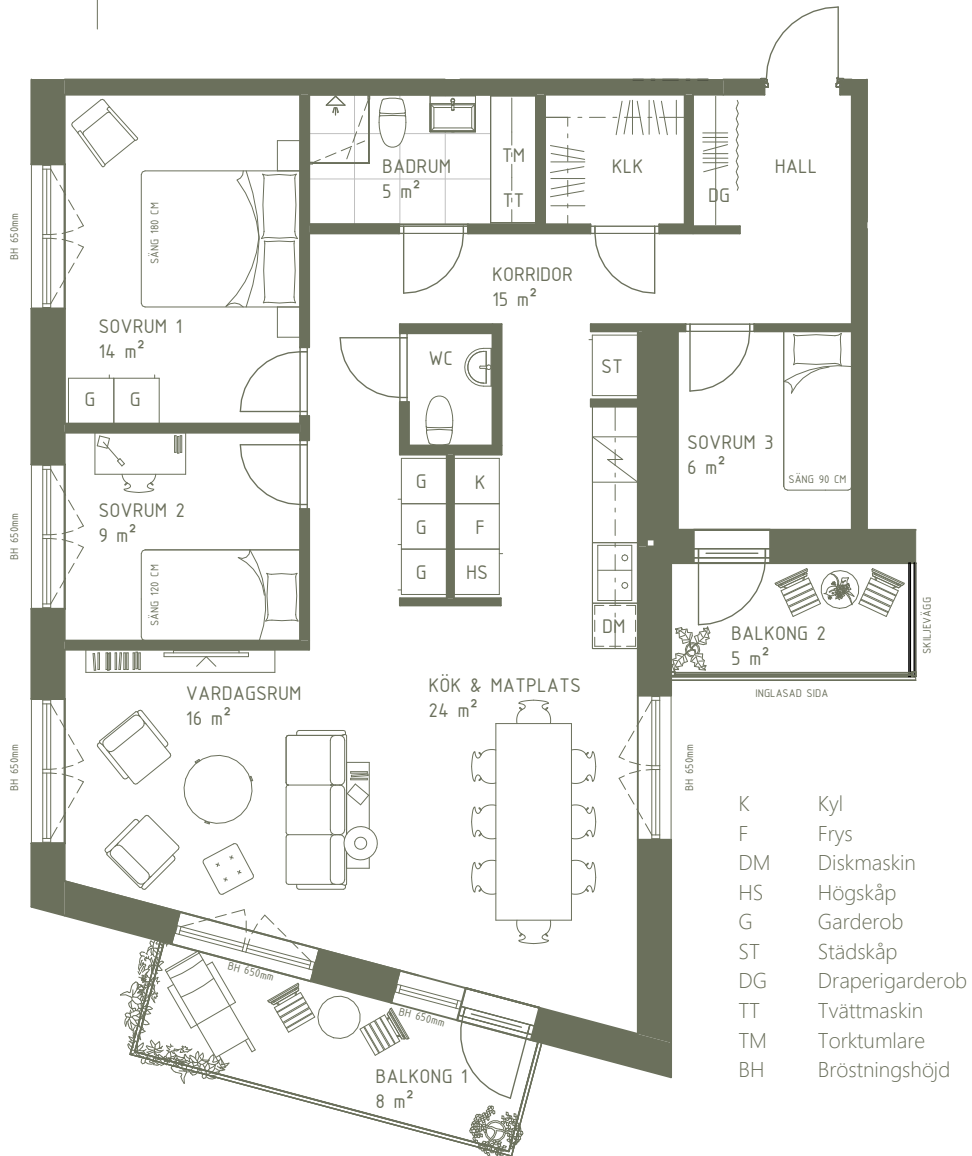 BADRUM
5 m²
TM
TT
KLK
DG
HALL
BH 650mm
SÄNG 180 CM
KORRIDOR
15 m²
SOVRUM 1
14 m²
G
G
WC
ST
SOVRUM 3
6 m²
SÄNG 90 CM
SOVRUM 2
9 m²
BH 650mm
SÄNG 120 CM
G
K
G
F
G
HS
DM
BALKONG 2
5 m²
SKILJEVÄGG
INGLASAD SIDA
VARDAGSRUM
16 m²
KÖK & MATPLATS
24 m²
BH 650mm
BH 650mm
K Kyl
F Frys
DM Diskmaskin
HS Högskåp
G Garderob
ST Städskåp
DG Draperigarderob
TT Tvättmaskin
TM Torktumlare
BH Bröstningshöjd
BH 650mm
BH 650mm
BALKONG 1
8 m²